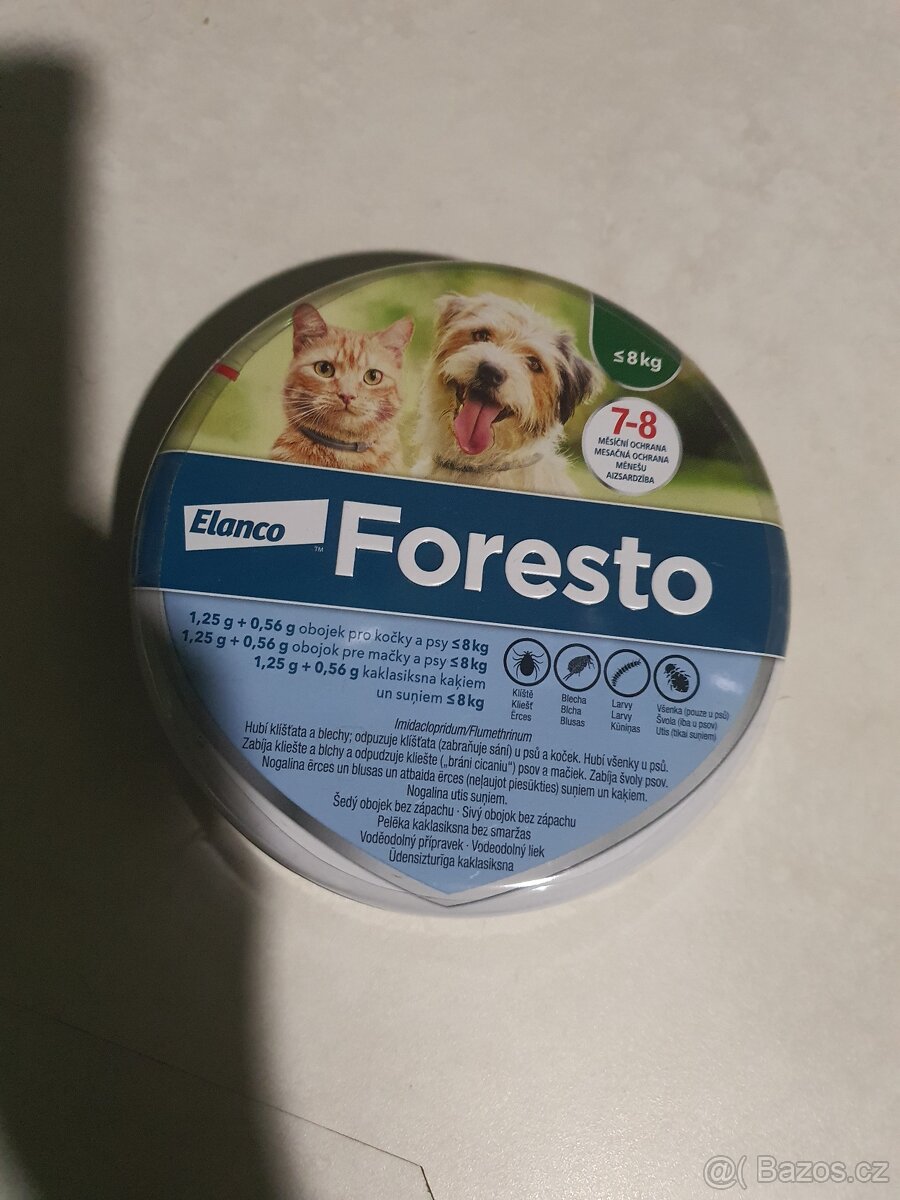 ≤8kg
7-8
MĚSÍČNÍ OCHRANA
MESAČNÁ OCHRANA
MĒNEŠU
AIZSARDZĪBA
Elanco
TM
Foresto
1,25 g + 0,56 g obojek pro kočky a psy ≤8kg
1,25 g + 0,56 g obojok pre mačky a psy ≤8kg
1,25 g + 0,56 g kaklasiksna kaķiem
un suņiem ≤8kg
Klíště
Kliešť
Ērces
Blecha
Blcha
Blusas
Larvy
Larvy
Kūniņas
Všenka (pouze u psů)
Švola (iba u psov)
Utis (tikai suņiem)
Imidaclopridum/Flumethrinum
Hubí klíšťata a blechy; odpuzuje klíšťata (zabraňuje sání) u psů a koček. Hubí všenky u psů.
Zabíja kliešte a blchy a odpudzuje kliešte („bráni cicaniu“) psov a mačiek. Zabíja švoly psov.
Nogalina ērces un blusas un atbaida ērces (neļaujot piesūkties) suņiem un kaķiem.
Nogalina utis suņiem.
Šedý obojek bez zápachu · Sivý obojok bez zápachu
Pelēka kaklasiksna bez smaržas
Voděodolný přípravek · Vodeodolný liek
Ūdensizturīga kaklasiksna
@( Bazos.cz